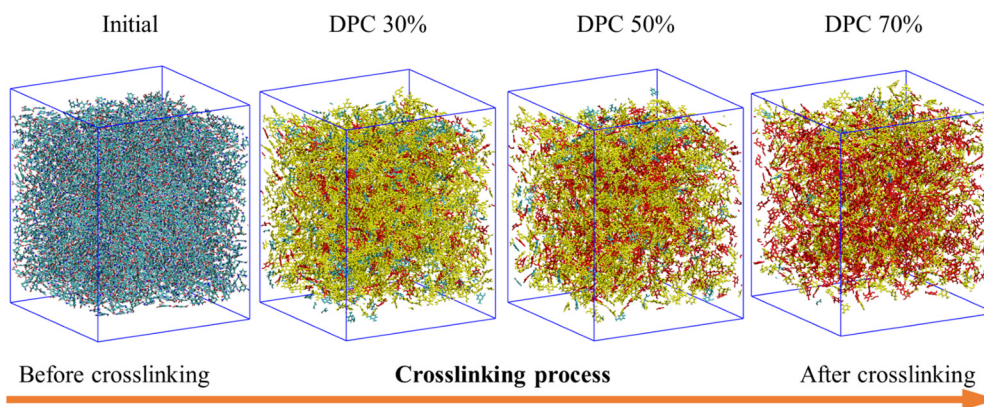 Initial
DPC 30%
DPC 50%
DPC 70%
Before crosslinking
Crosslinking process
After crosslinking